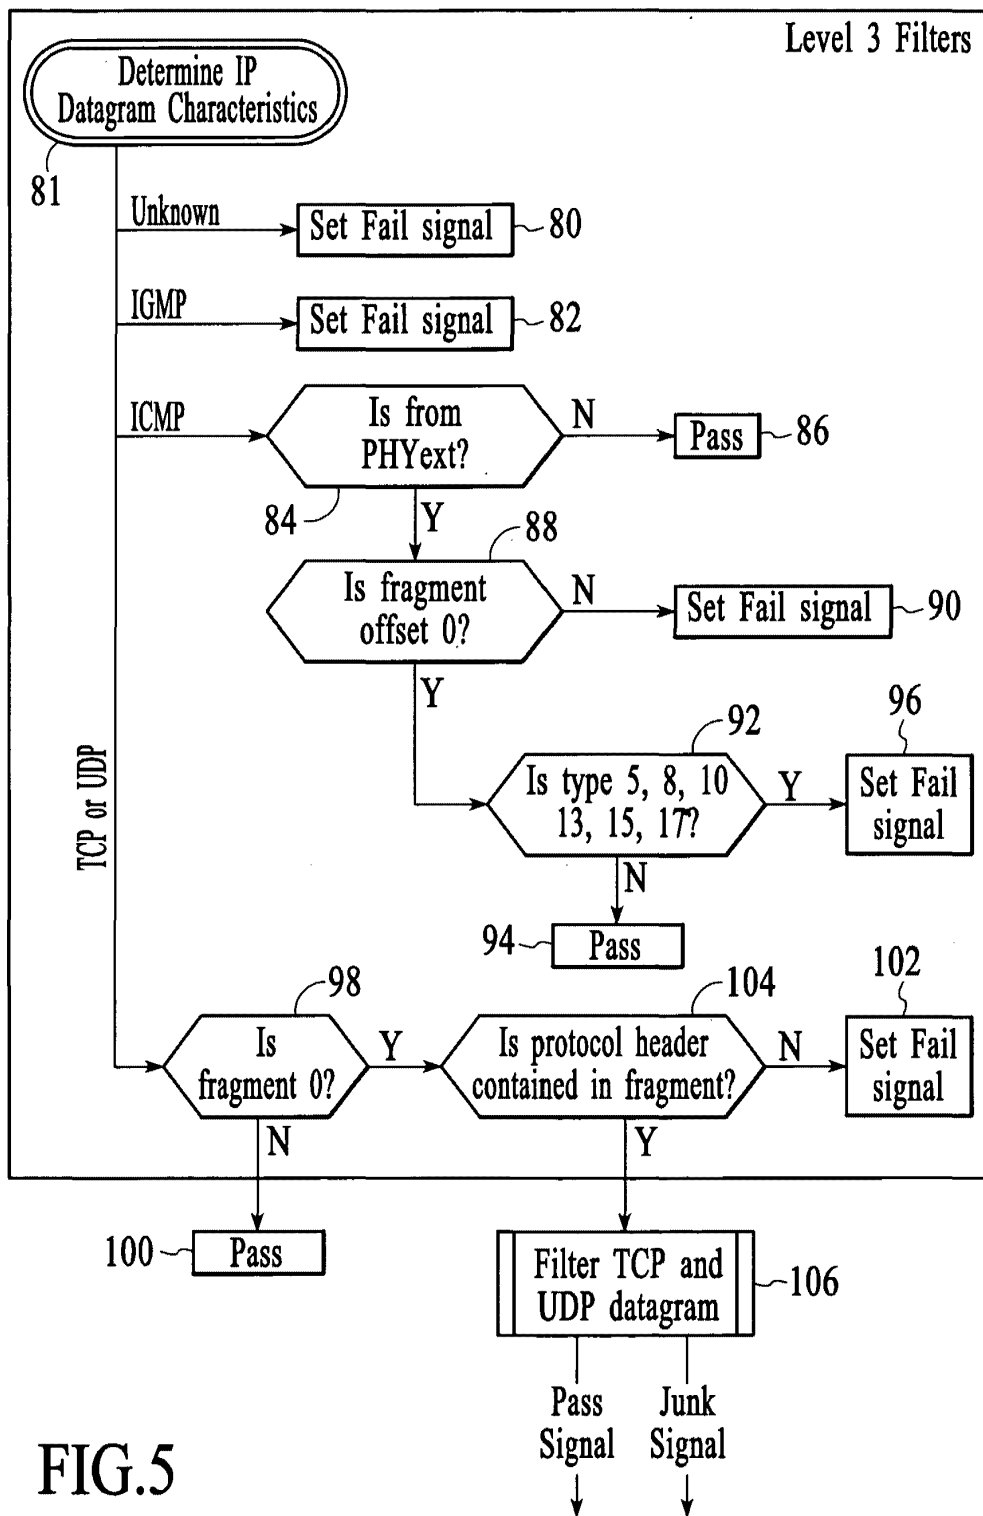 Level 3 Filters
Determine IP
Datagram Characteristics
81
Unknown
Set Fail signal
80
IGMP
Set Fail signal
82
ICMP
Is from
PHYext?
N
Pass
86
84
Y
88
Is fragment
offset 0?
N
Set Fail signal
90
Y
92
96
Is type 5, 8, 10
13, 15, 17?
Y
Set Fail
signal
N
94
Pass
TCP or UDP
98
104
102
Is
fragment 0?
Y
Is protocol header
contained in fragment?
N
Set Fail
signal
N
Y
100
Pass
Filter TCP and
UDP datagram
106
Pass
Signal
Junk
Signal
FIG.5